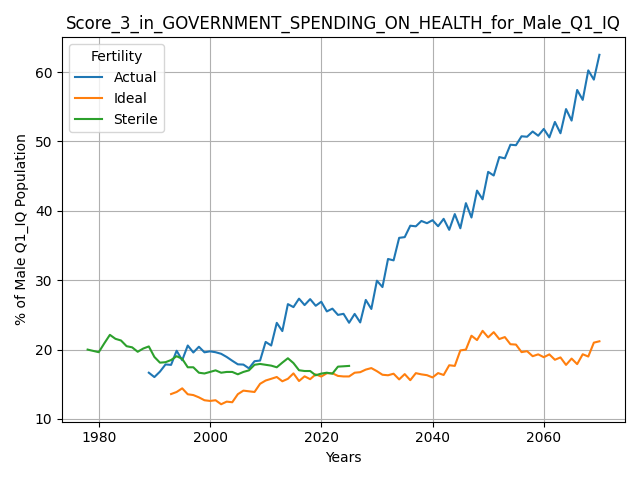 Score_3_in_GOVERNMENT_SPENDING_ON_HEALTH_for_Male_Q1_IQ
Fertility
Actual
Ideal
Sterile
% of Male Q1_IQ Population
60
50
40
30
20
10
1980
2000
2020
2040
2060
Years